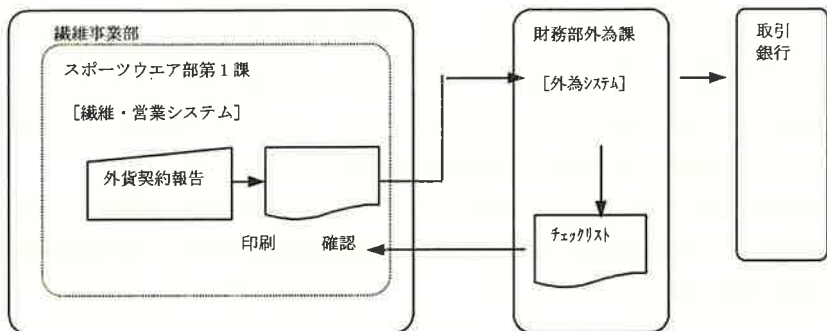 繊維事業部
スポーツウエア部第1課
[繊維・営業システム]
外貨契約報告
印刷 確認
財務部外為課
[外為システム]
チェックリスト
取引
銀行